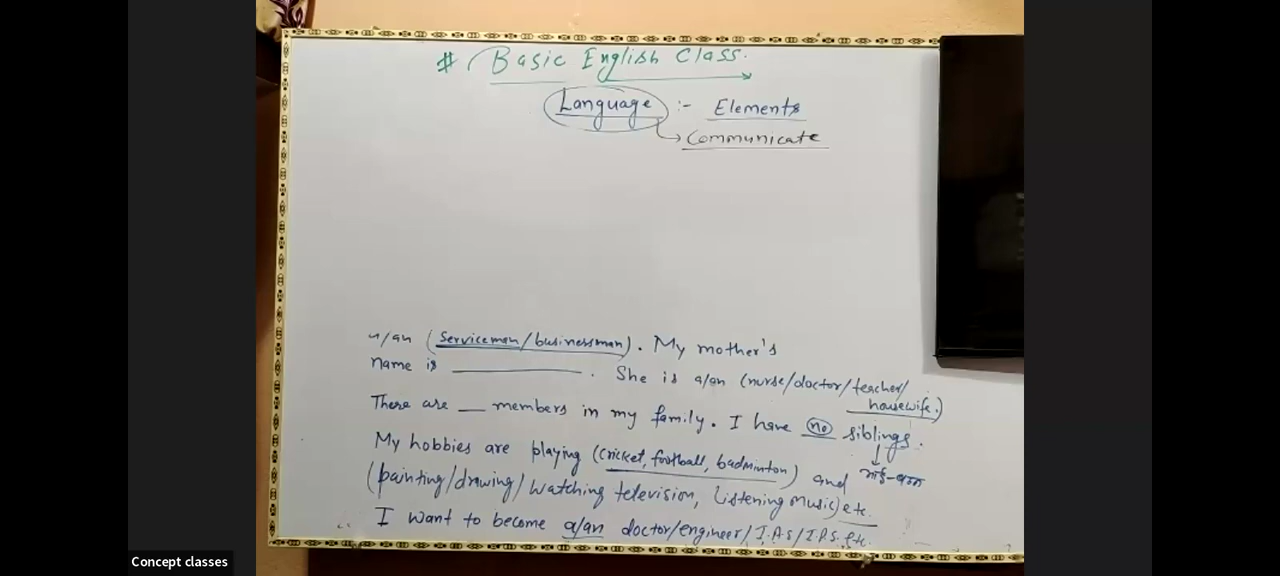 # Basic English Class.
Language :- Elements
→ Communicate
a/an (Serviceman/businessman). My mother's
name is ________. She is a/an (nurse/doctor/teacher/
housewife.)
There are __ members in my family. I have no siblings.
भाई-बहन
My hobbies are playing (cricket, football, badminton) and
(painting/drawing/watching television, listening music) etc.
I want to become a/an doctor/engineer/I.A.S/I.P.S. etc.
Concept classes